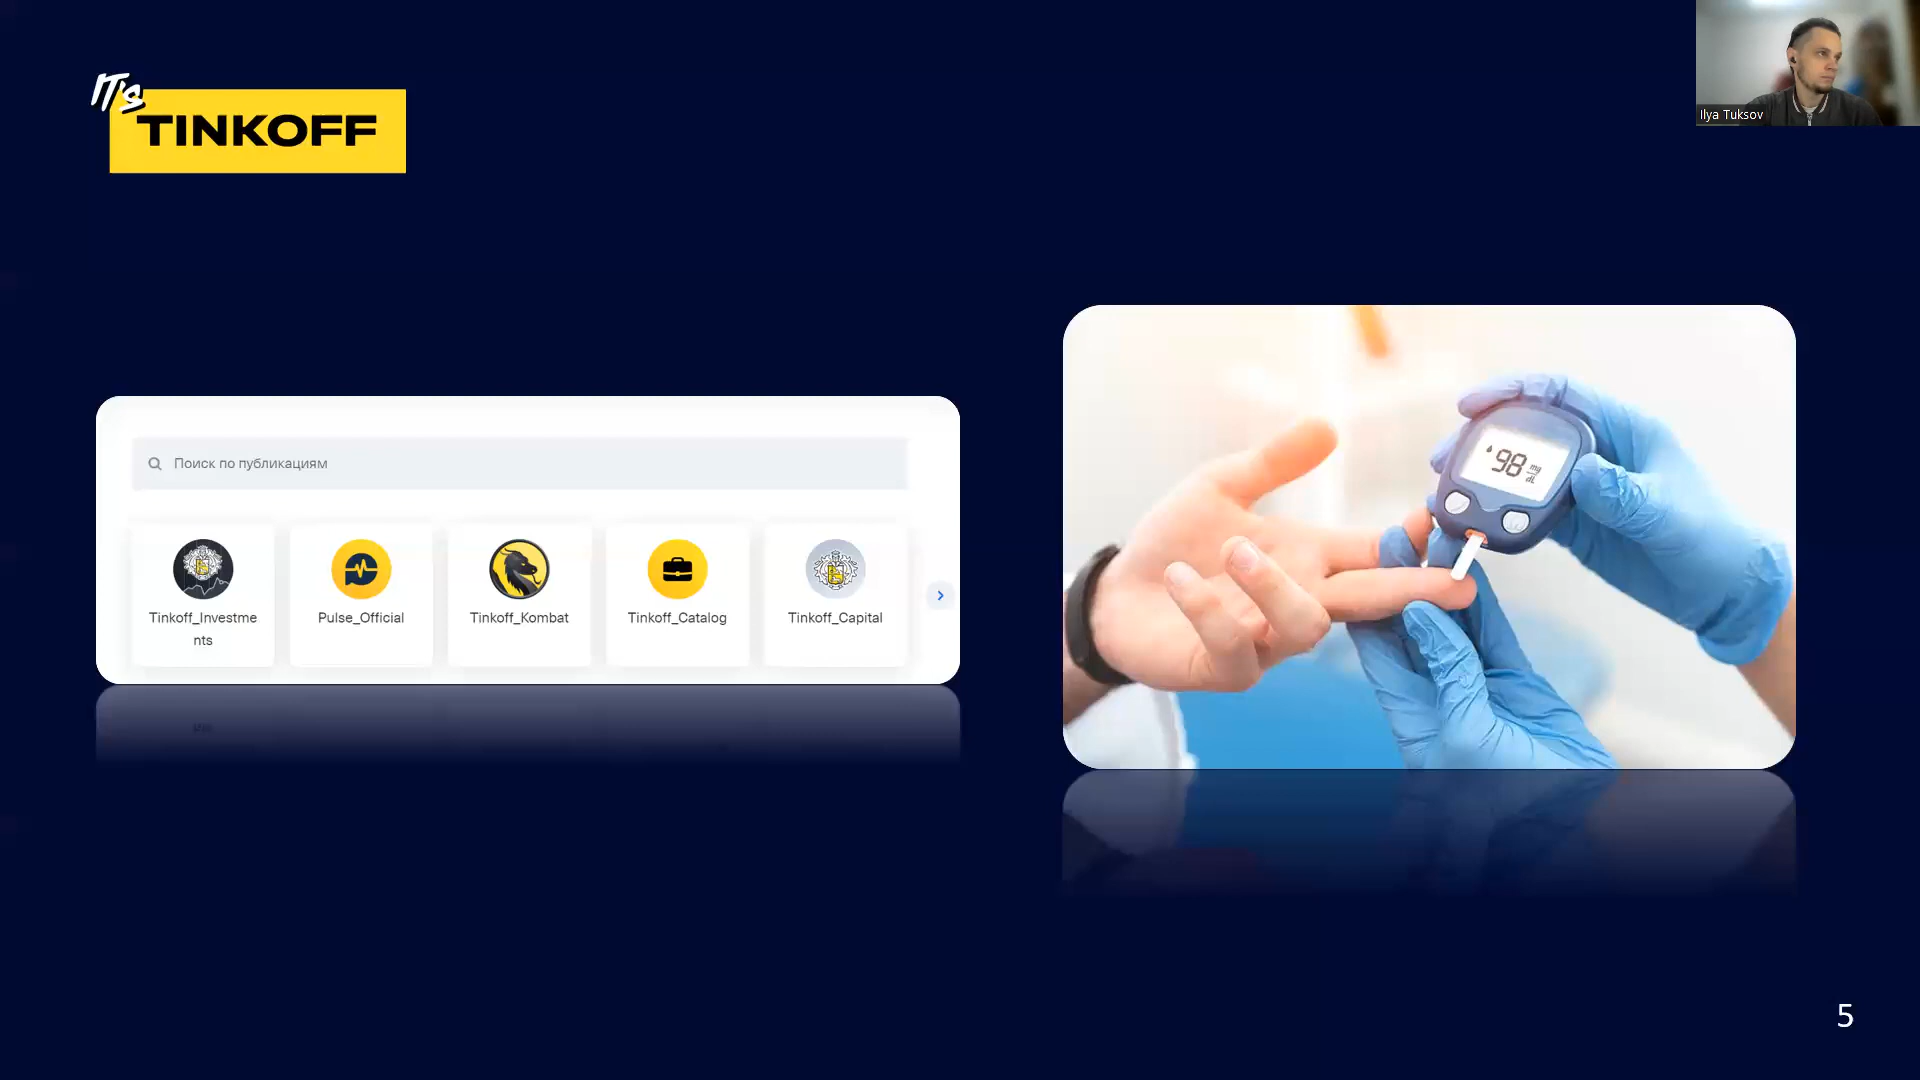 IT's
TINKOFF
Ilya Tuksov
Поиск по публикациям
Tinkoff_Investme
nts
Pulse_Official
Tinkoff_Kombat
Tinkoff_Catalog
Tinkoff_Capital
98 mg
dL
5